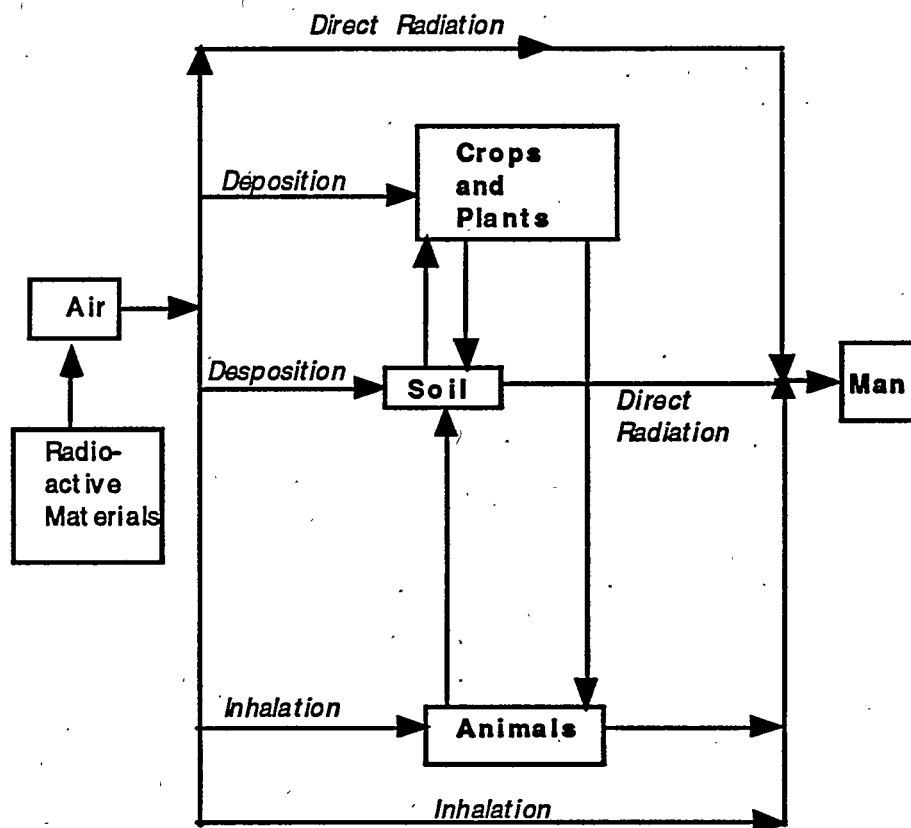 Direct Radiation
Crops
and
Plants
Deposition
Air
Desposition
Soil
Direct
Radiation
Man
Radio-
active
Materials
Inhalation
Animals
Inhalation